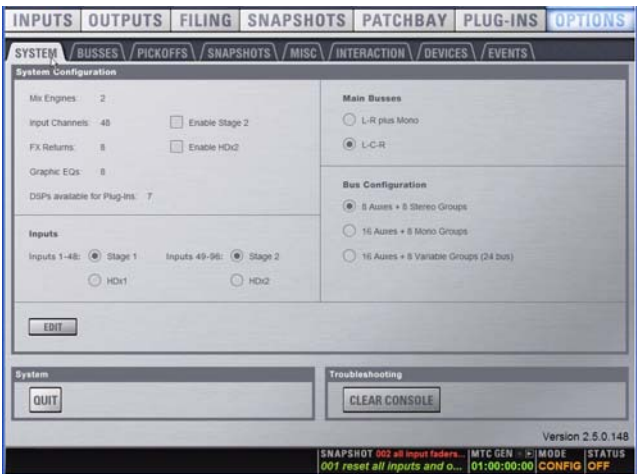 INPUTS OUTPUTS FILING SNAPSHOTS PATCHBAY PLUG-INS OPTIONS
SYSTEM BUSSES PICKOFFS SNAPSHOTS MISC INTERACTION DEVICES EVENTS
System Configuration
Mix Engines: 2
Input Channels: 48
Enable Stage 2
FX Returns: 8
Enable HDx2
Graphic EQs: 8
DSPs available for Plug-Ins: 7
Main Busses
L-R plus Mono
L-C-R
Bus Configuration
8 Auxes + 8 Stereo Groups
16 Auxes + 8 Mono Groups
16 Auxes + 8 Variable Groups (24 bus)
Inputs
Inputs 1-48: Stage 1 Inputs 49-96: Stage 2
HDx1 HDx2
EDIT
System
QUIT
Troubleshooting
CLEAR CONSOLE
Version 2.5.0.148
SNAPSHOT 002 all input faders... MTC GEN MODE STATUS
001 reset all inputs and o... 01:00:00:00 CONFIG OFF